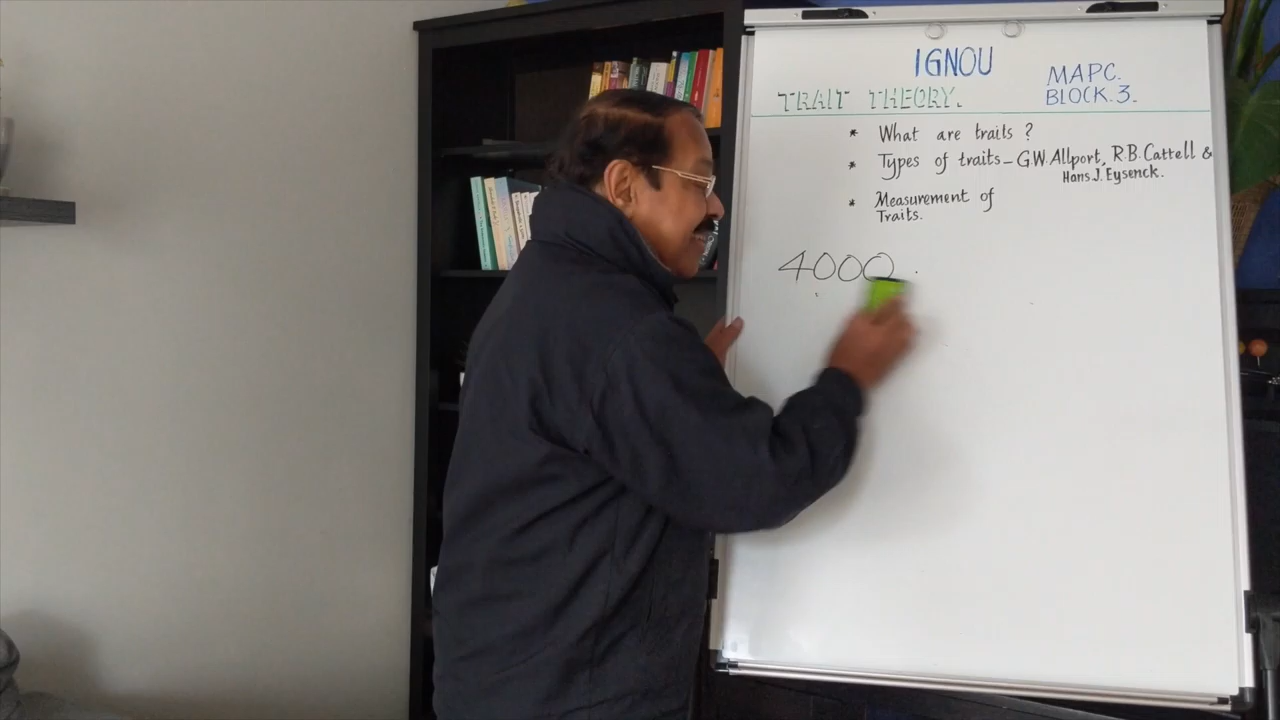 IGNOU
MAPC.
TRAIT THEORY.
BLOCK.3.
* What are traits ?
* Types of traits - G.W. Allport, R.B. Cattell &
Hans J. Eysenck.
* Measurement of
Traits.
4000